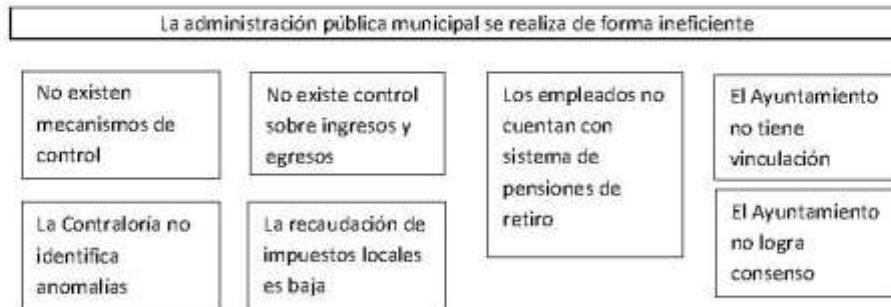 La administración pública municipal se realiza de forma ineficiente
No existen
mecanismos de
control
No existe control
sobre ingresos y
egresos
Los empleados no
cuentan con
sistema de
pensiones de
retiro
El Ayuntamiento
no tiene
vinculación
La Contraloría no
identifica
anomalías
La recaudación de
impuestos locales
es baja
El Ayuntamiento
no logra
consenso